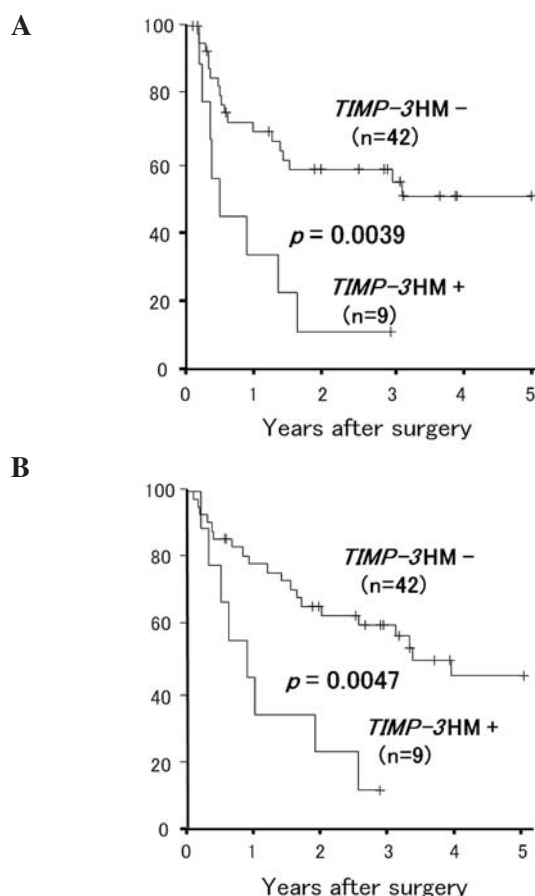 A
100
80
60
40
20
0
TIMP-3HM -
(n=42)
p = 0.0039
TIMP-3HM +
(n=9)
0 1 2 3 4 5
Years after surgery
B
100
80
60
40
20
0
TIMP-3HM -
(n=42)
p = 0.0047
TIMP-3HM +
(n=9)
0 1 2 3 4 5
Years after surgery